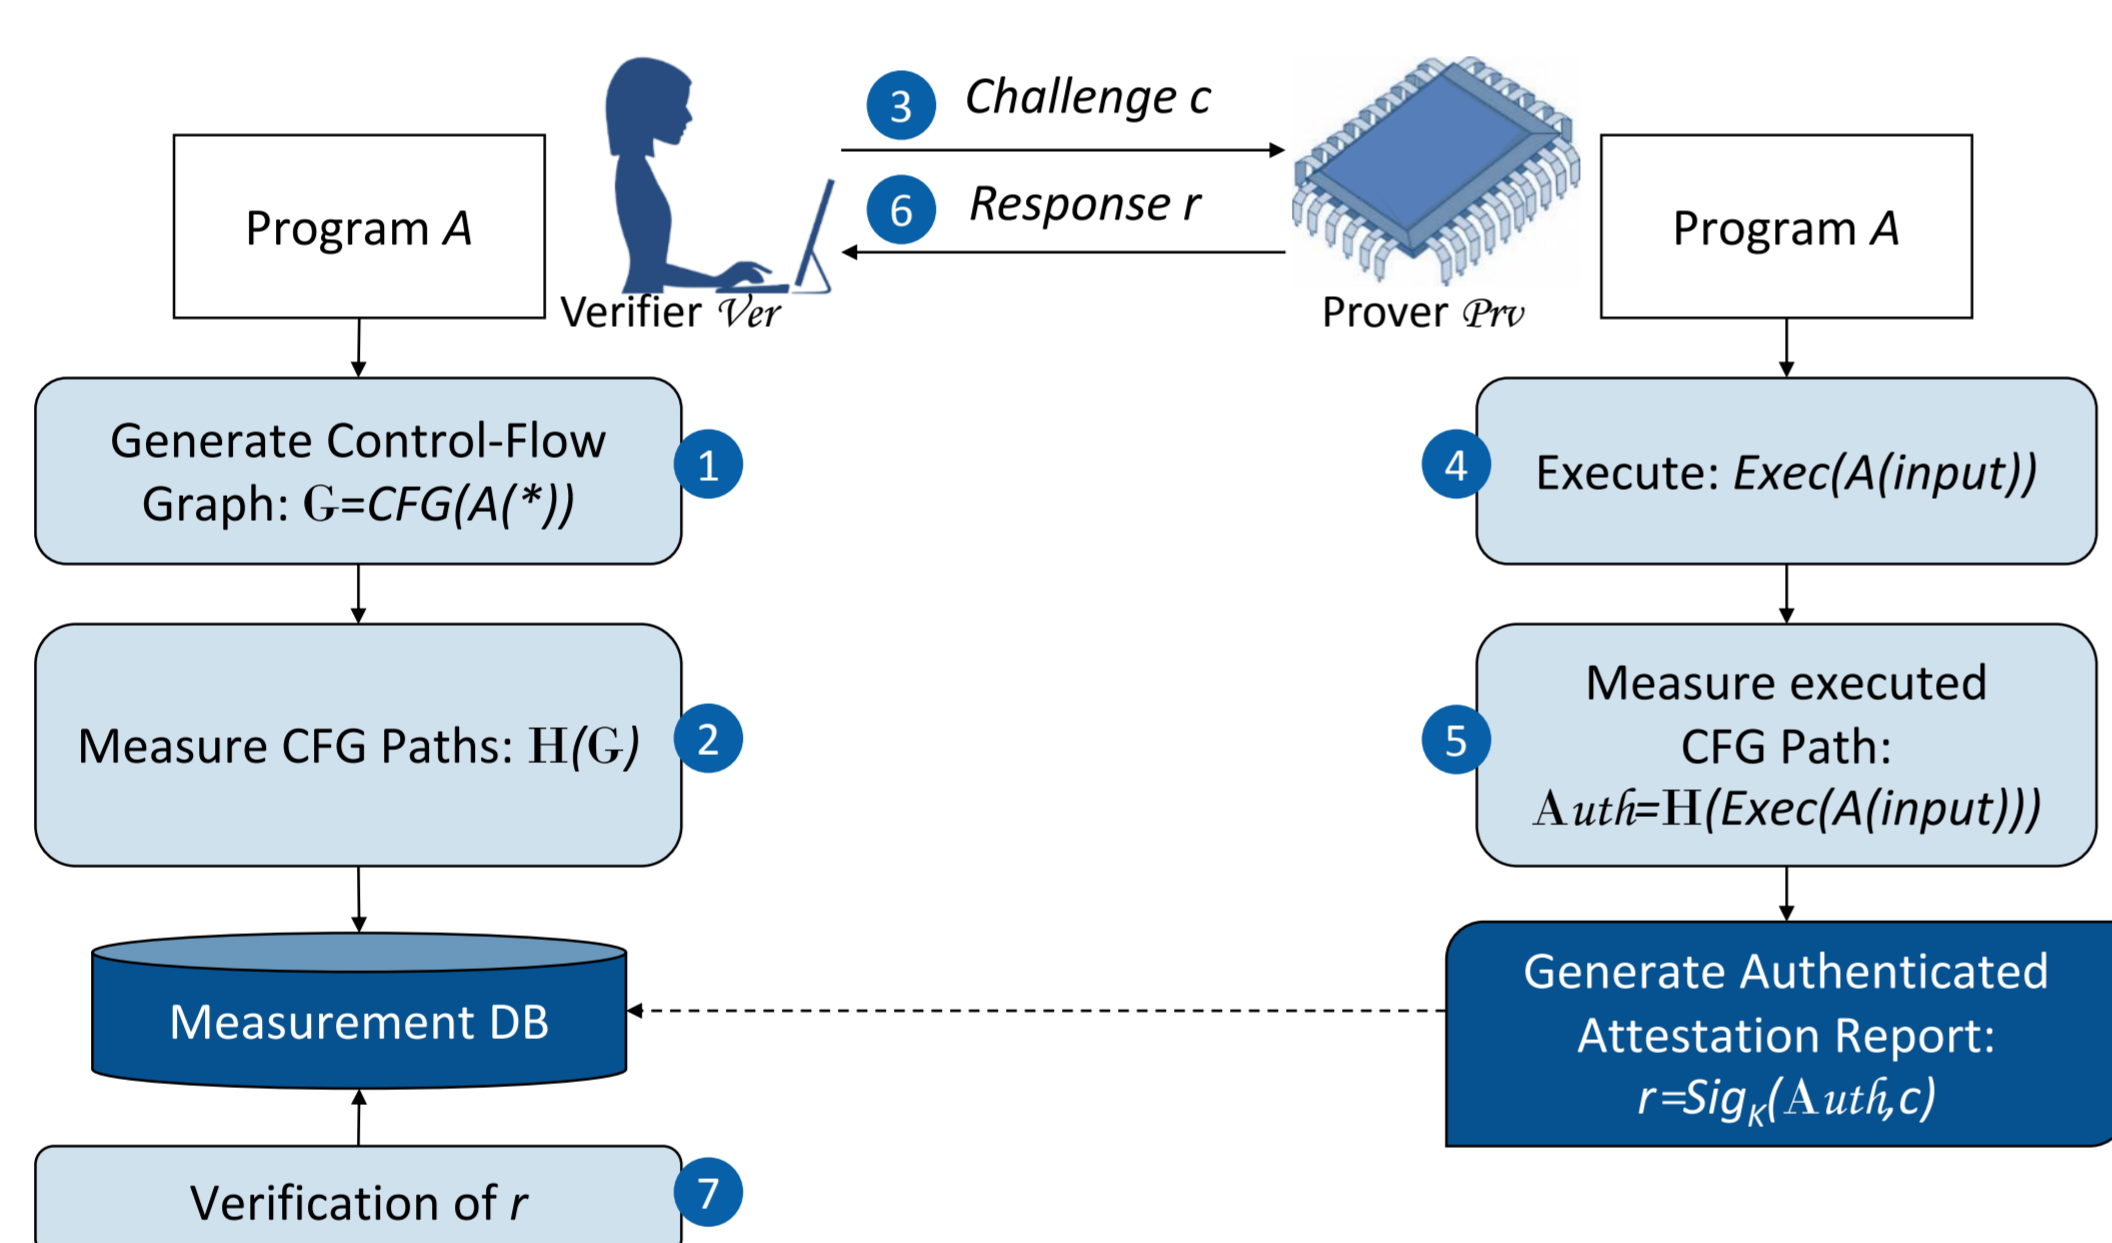 3 Challenge c
6 Response r
Program A
Verifier Ver
Prover Prv
Program A
Generate Control-Flow
Graph: G=CFG(A(*))
1
4
Execute: Exec(A(input))
Measure CFG Paths: H(G)
2
5
Measure executed
CFG Path:
Auth=H(Exec(A(input)))
Measurement DB
Generate Authenticated
Attestation Report:
r=Sig_K(Auth,c)
Verification of r
7